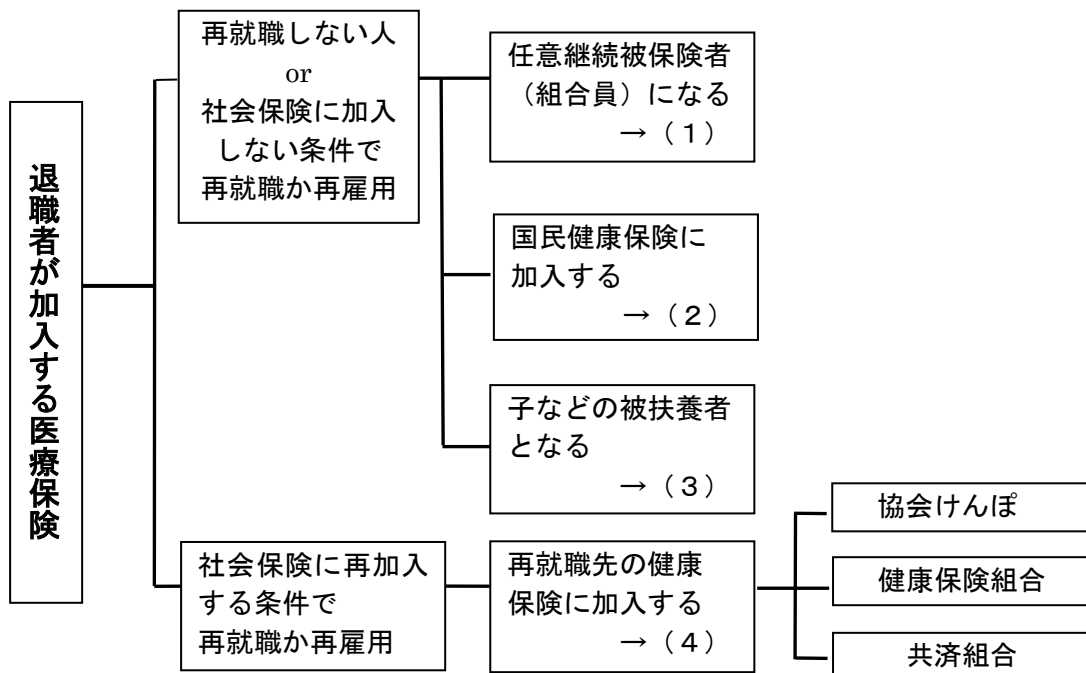 退職者が加入する医療保険
再就職しない人
or
社会保険に加入
しない条件で
再就職か再雇用
任意継続被保険者
（組合員）になる
→（１）
国民健康保険に
加入する
→（２）
子などの被扶養者
となる
→（３）
社会保険に再加入
する条件で
再就職か再雇用
再就職先の健康
保険に加入する
→（４）
協会けんぽ
健康保険組合
共済組合